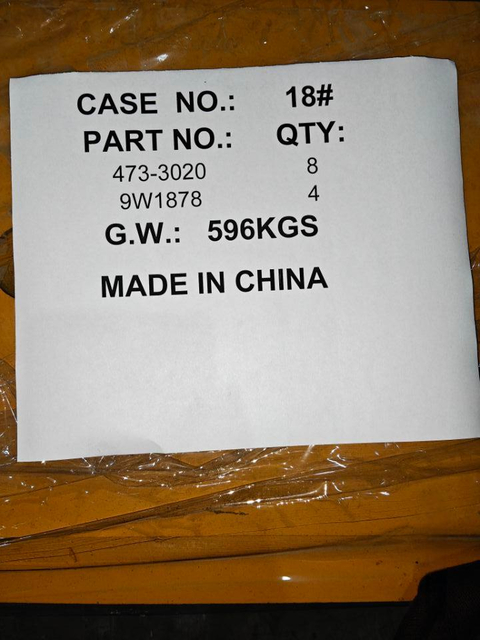 CASE NO.: 18#
PART NO.: QTY:
473-3020 8
9W1878 4
G.W.: 596KGS
MADE IN CHINA